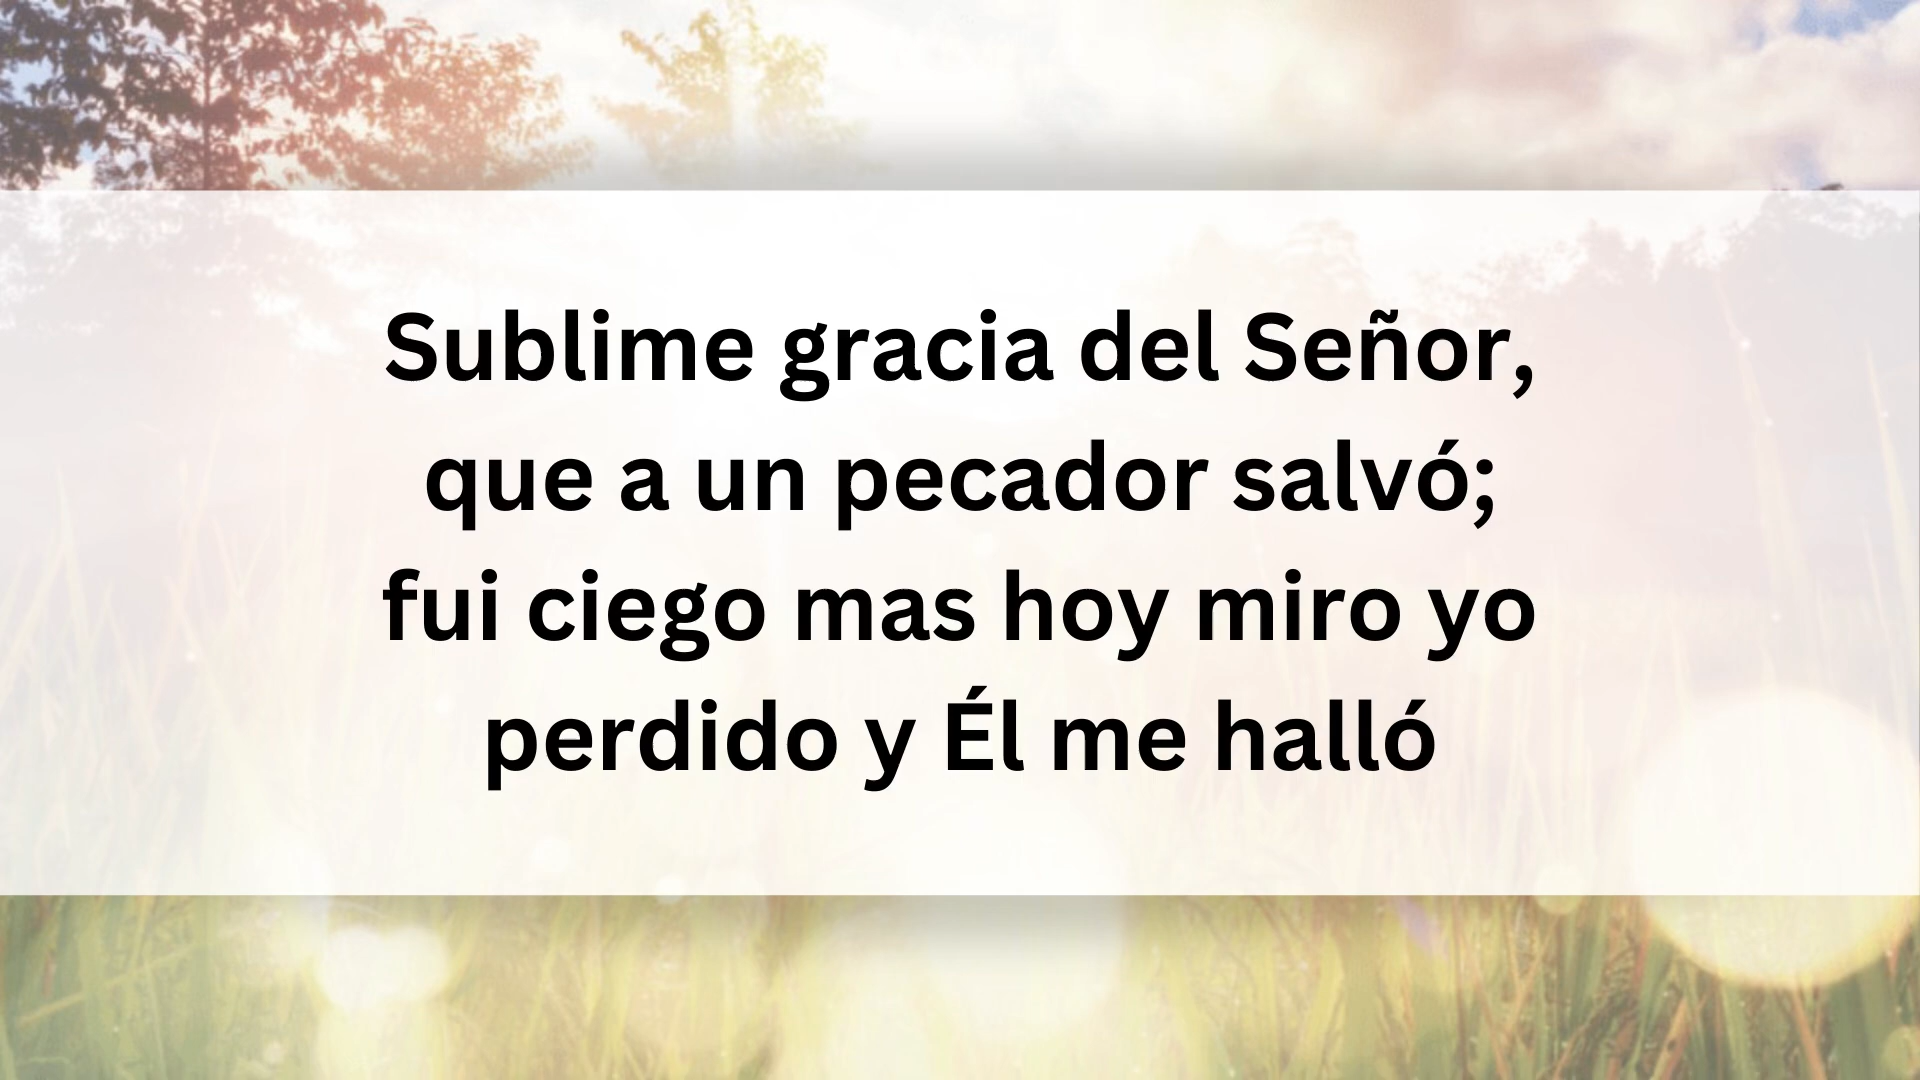 Sublime gracia del Señor,
que a un pecador salvó;
fui ciego mas hoy miro yo
perdido y Él me halló